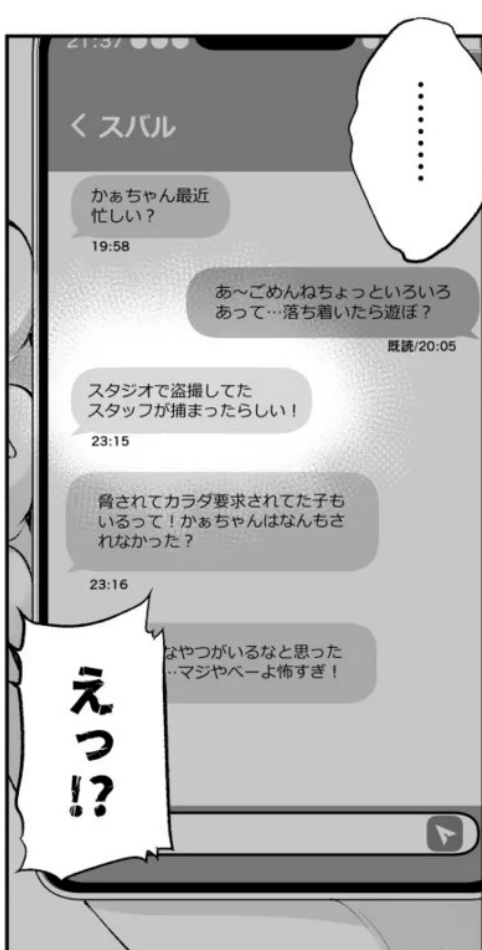 21:37
………
< スバル
かぁちゃん最近
忙しい？
19:58
あ～ごめんねちょっといろいろ
あって…落ち着いたら遊ぼ？
既読/20:05
スタジオで盗撮してた
スタッフが捕まったらしい！
23:15
脅されてカラダ要求されてた子も
いるって！かぁちゃんはなんもさ
れなかった？
23:16
なやつがいるなと思った
…マジやべーよ怖すぎ！
えっ!?